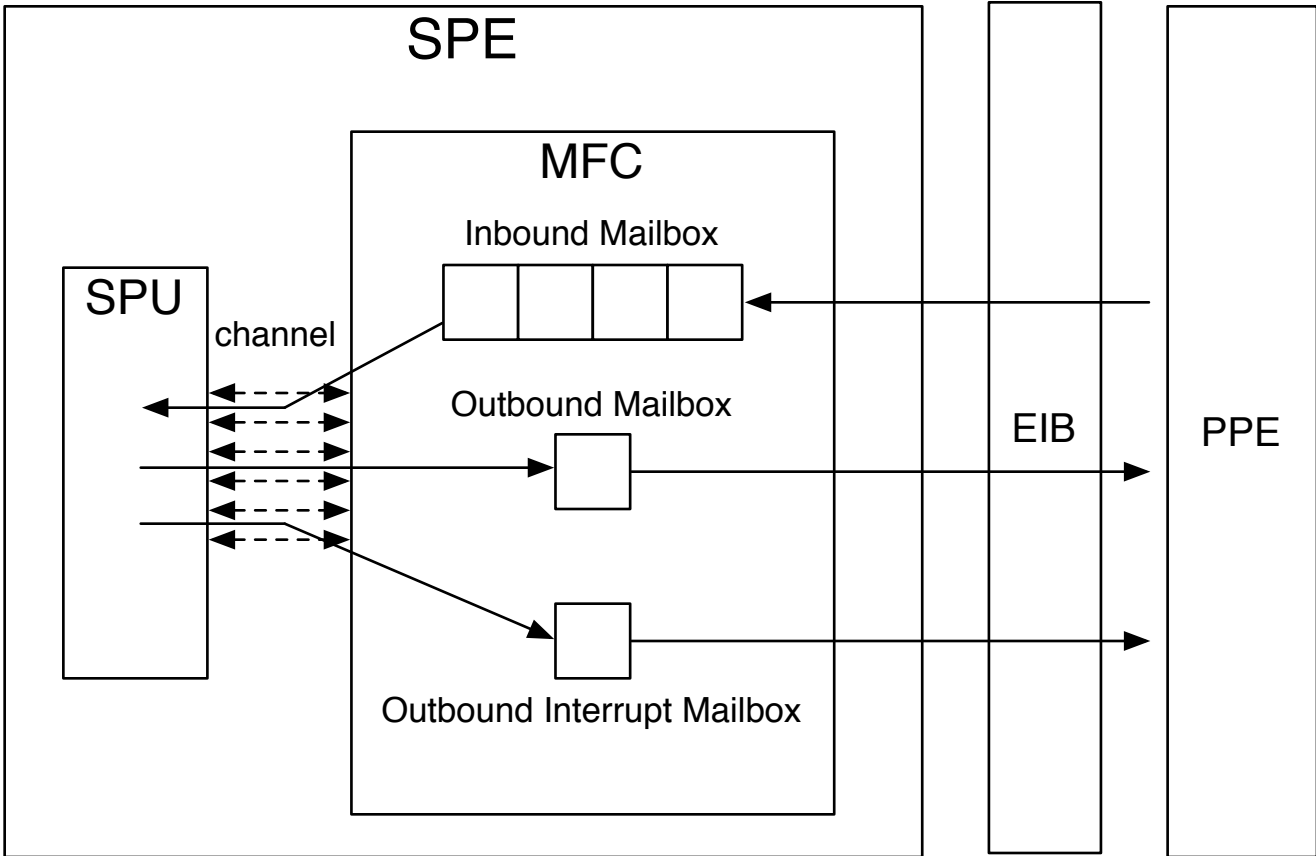 SPE
MFC
Inbound Mailbox
SPU
channel
Outbound Mailbox
EIB
PPE
Outbound Interrupt Mailbox